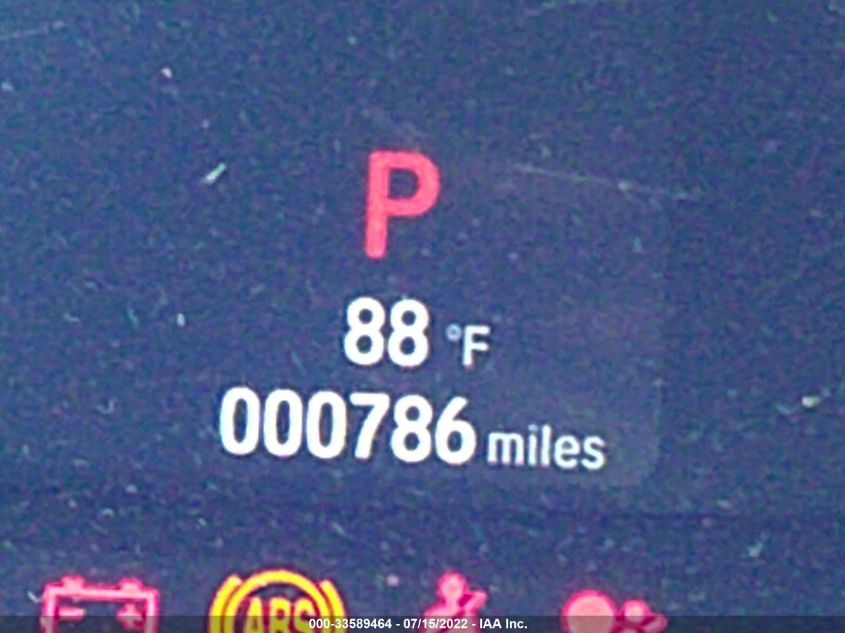 P
88 °F
000786 miles
ABS
000-33589464 - 07/15/2022 - IAA Inc.